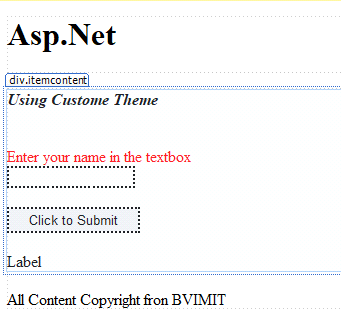 Asp.Net
div.itemcontent
Using Custome Theme
Enter your name in the textbox
Click to Submit
Label
All Content Copyright fron BVIMIT